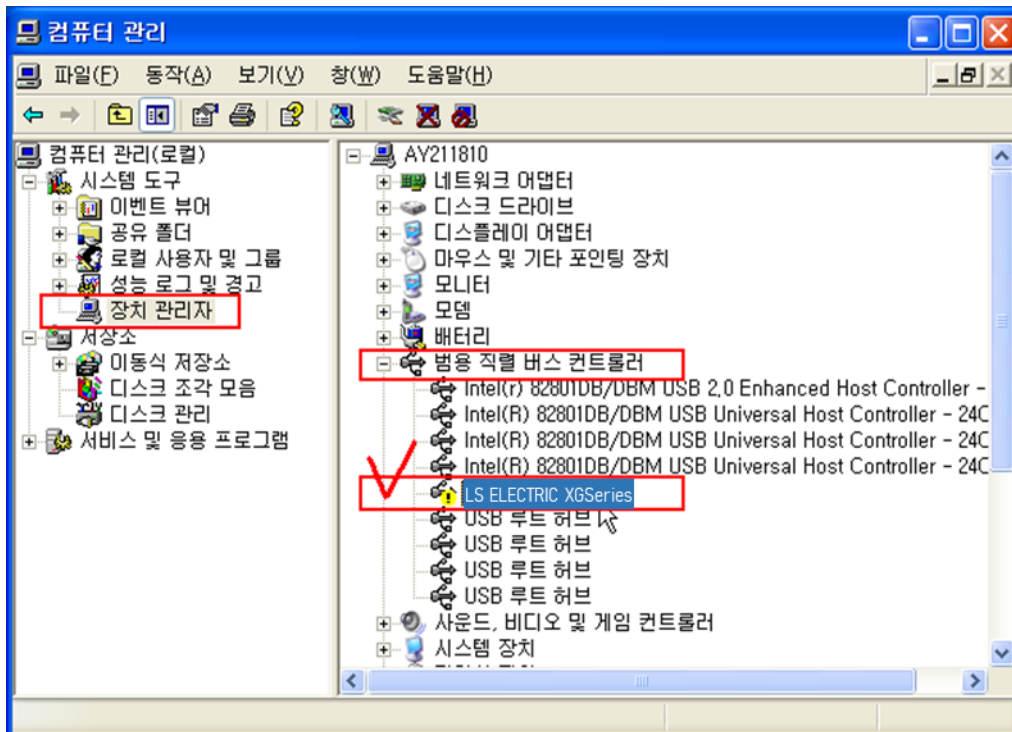 컴퓨터 관리
파일(F) 동작(A) 보기(V) 창(W) 도움말(H)
컴퓨터 관리(로컬)
시스템 도구
이벤트 뷰어
공유 폴더
로컬 사용자 및 그룹
성능 로그 및 경고
장치 관리자
저장소
이동식 저장소
디스크 조각 모음
디스크 관리
서비스 및 응용 프로그램
AY211810
네트워크 어댑터
디스크 드라이브
디스플레이 어댑터
마우스 및 기타 포인팅 장치
모니터
모뎀
배터리
범용 직렬 버스 컨트롤러
Intel(r) 82801DB/DBM USB 2.0 Enhanced Host Controller -
Intel(R) 82801DB/DBM USB Universal Host Controller - 24C
Intel(R) 82801DB/DBM USB Universal Host Controller - 24C
Intel(R) 82801DB/DBM USB Universal Host Controller - 24C
LS ELECTRIC XGSeries
USB 루트 허브
USB 루트 허브
USB 루트 허브
USB 루트 허브
사운드, 비디오 및 게임 컨트롤러
시스템 장치